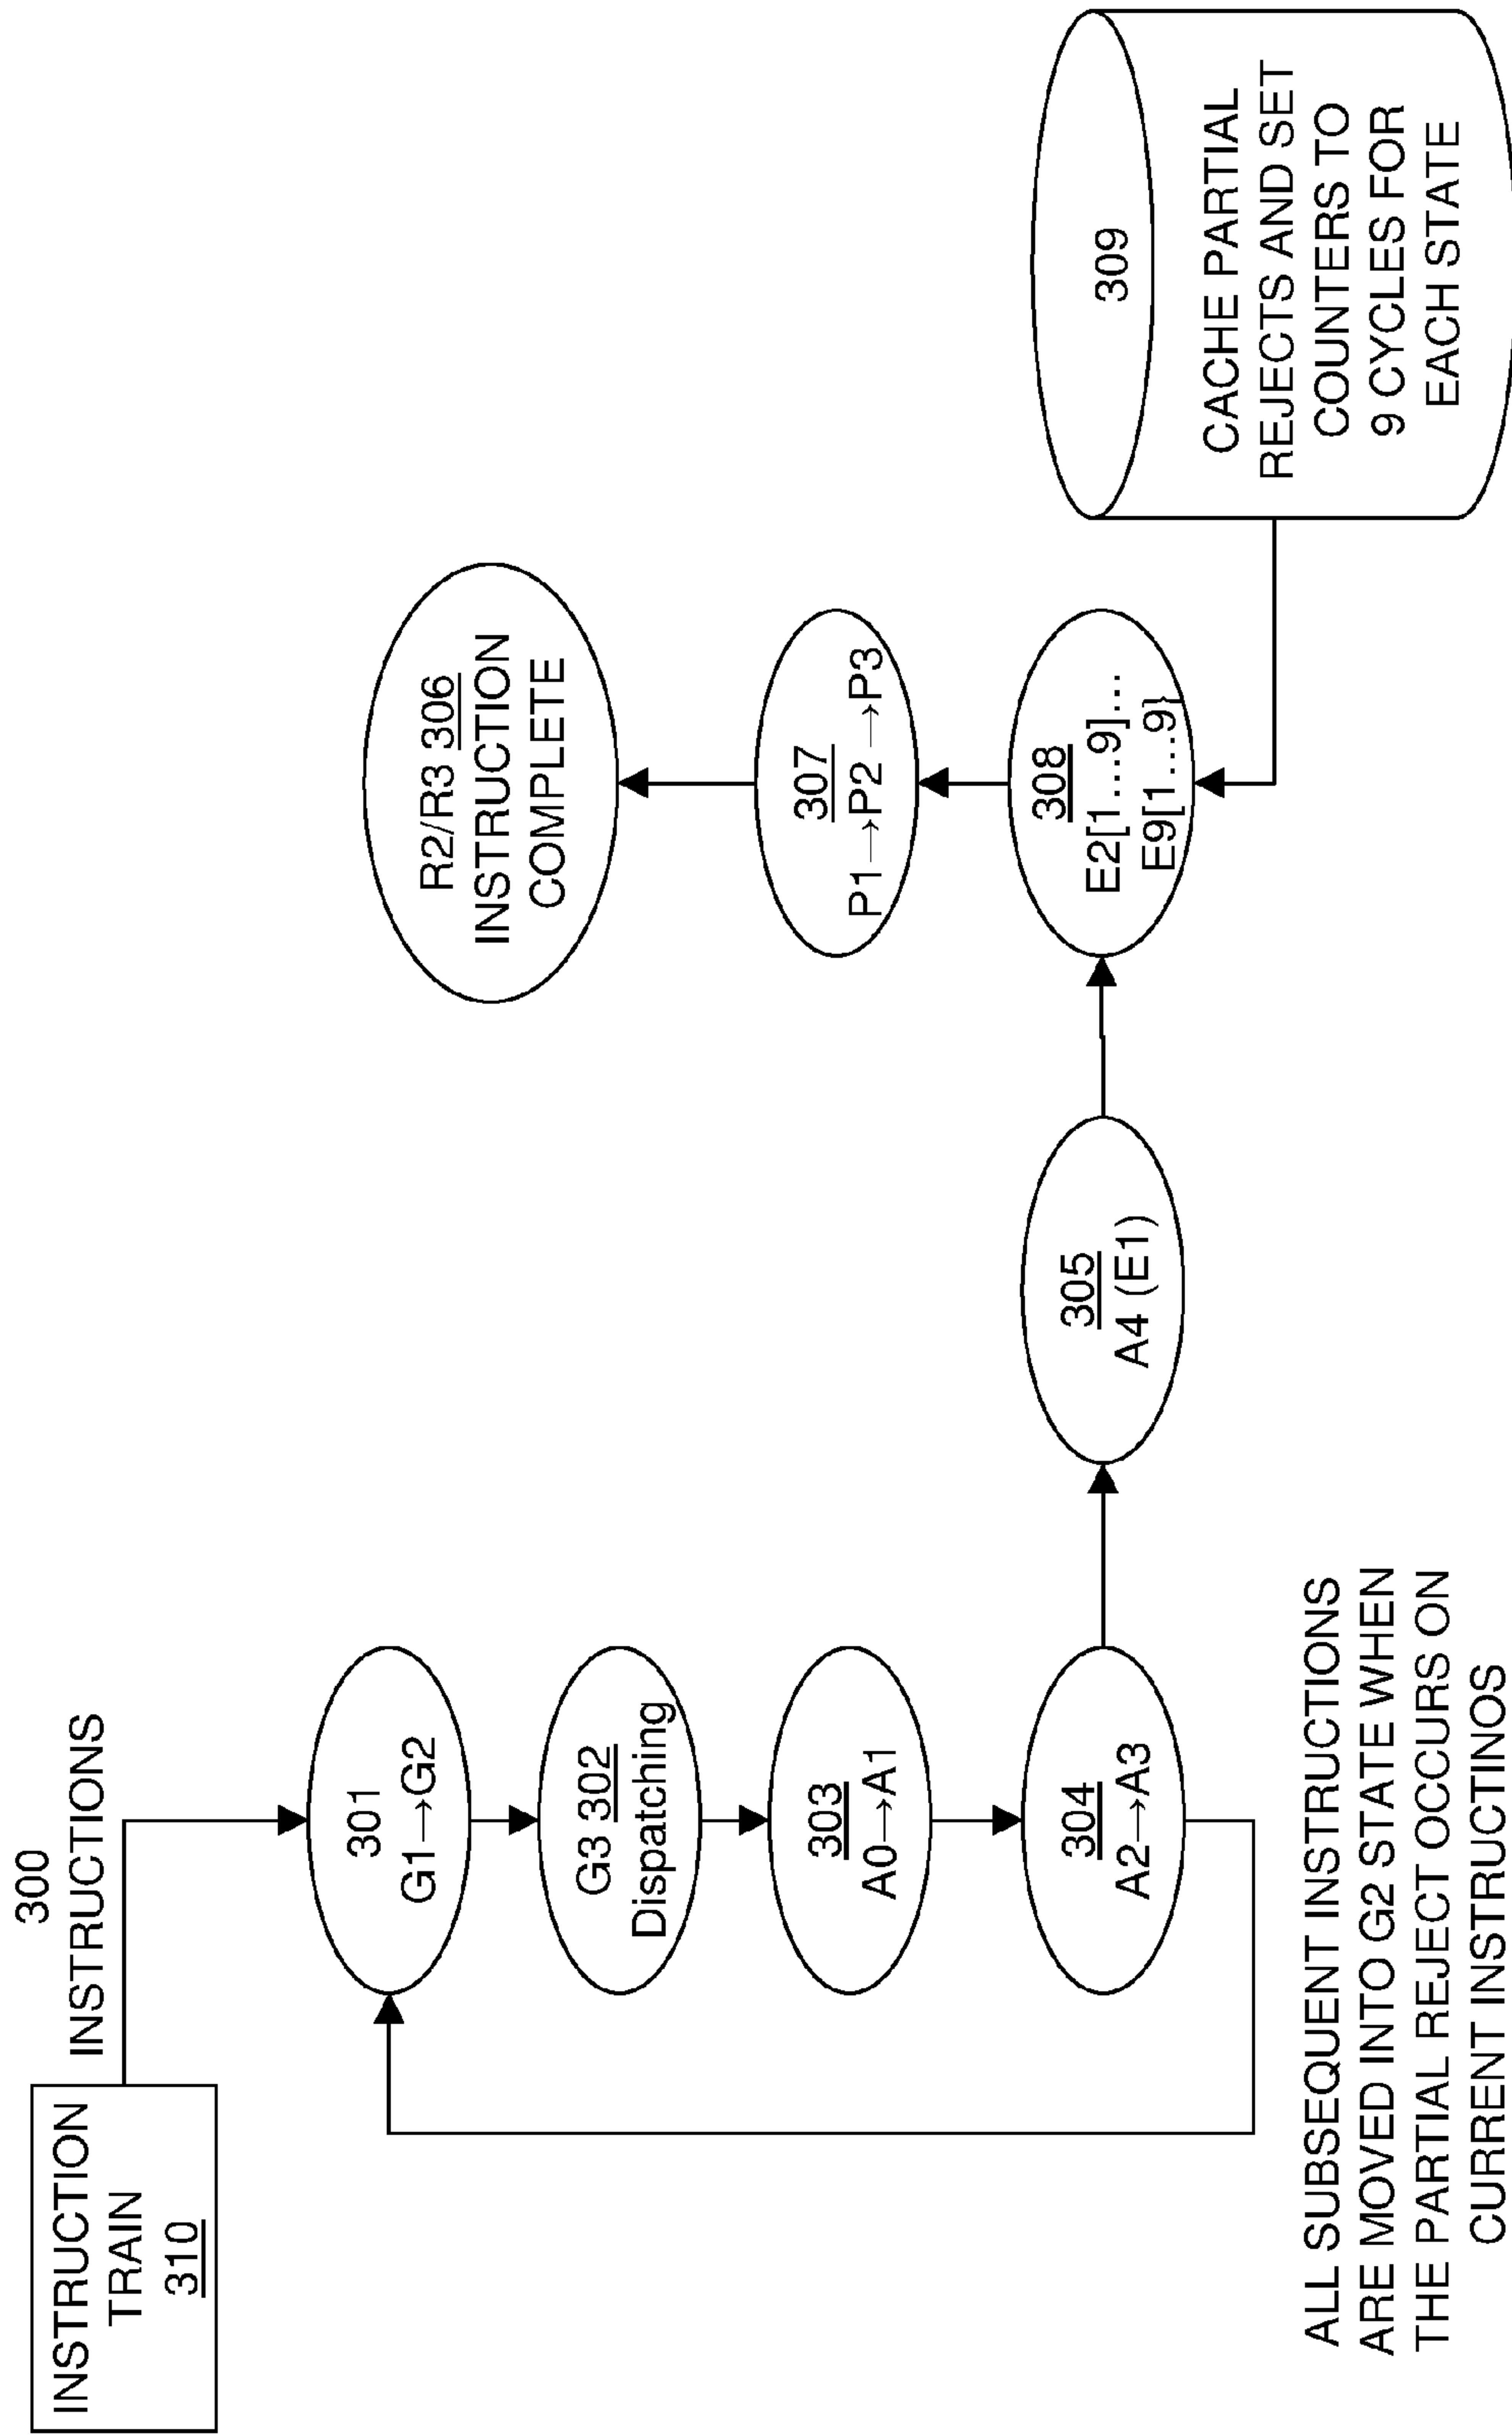 300
INSTRUCTIONS
INSTRUCTION
TRAIN
310
301
G1→G2
G3 302
Dispatching
303
A0→A1
304
A2→A3
305
A4 (E1)
R2/R3 306
INSTRUCTION
COMPLETE
307
P1→P2→P3
308
E2[1...9]...
E9[1...9}
309
CACHE PARTIAL
REJECTS AND SET
COUNTERS TO
9 CYCLES FOR
EACH STATE
ALL SUBSEQUENT INSTRUCTIONS
ARE MOVED INTO G2 STATE WHEN
THE PARTIAL REJECT OCCURS ON
CURRENT INSTRUCTINOS